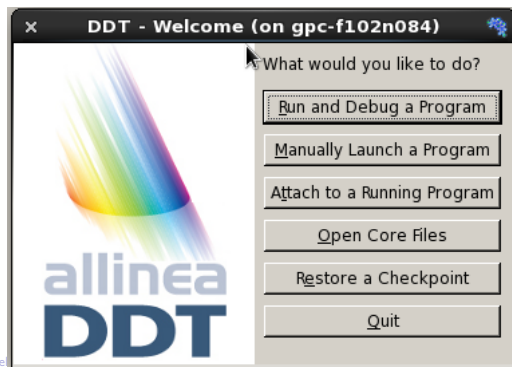 DDT - Welcome (on gpc-f102n084)
What would you like to do?
Run and Debug a Program
Manually Launch a Program
Attach to a Running Program
Open Core Files
Restore a Checkpoint
Quit
allinea
DDT